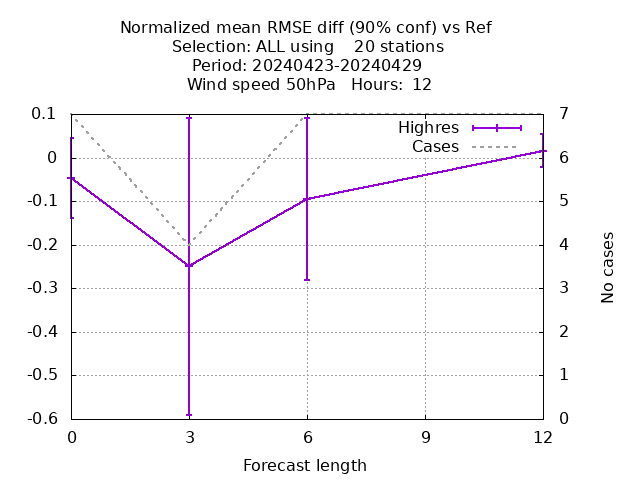 Normalized mean RMSE diff (90% conf) vs Ref
Selection: ALL using    20 stations
Period: 20240423-20240429
Wind speed 50hPa   Hours:  12
Highres
Cases
0.1
0
-0.1
-0.2
-0.3
-0.4
-0.5
-0.6
7
6
5
4
3
2
1
0
No cases
0 3 6 9 12
Forecast length